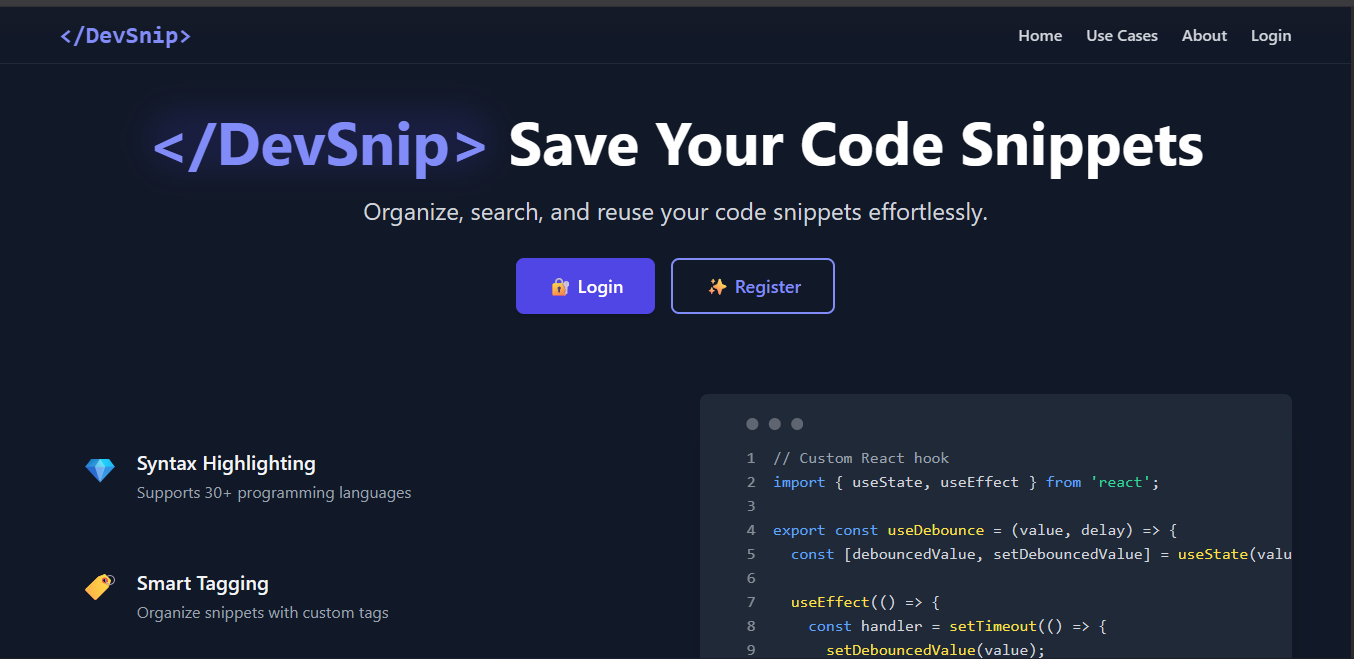 </DevSnip>
Home Use Cases About Login
</DevSnip> Save Your Code Snippets
Organize, search, and reuse your code snippets effortlessly.
🔐 Login
✨ Register
Syntax Highlighting
Supports 30+ programming languages
Smart Tagging
Organize snippets with custom tags
1 // Custom React hook
2 import { useState, useEffect } from 'react';
3
4 export const useDebounce = (value, delay) => {
5 const [debouncedValue, setDebouncedValue] = useState(valu
6
7 useEffect(() => {
8 const handler = setTimeout(() => {
9 setDebouncedValue(value);